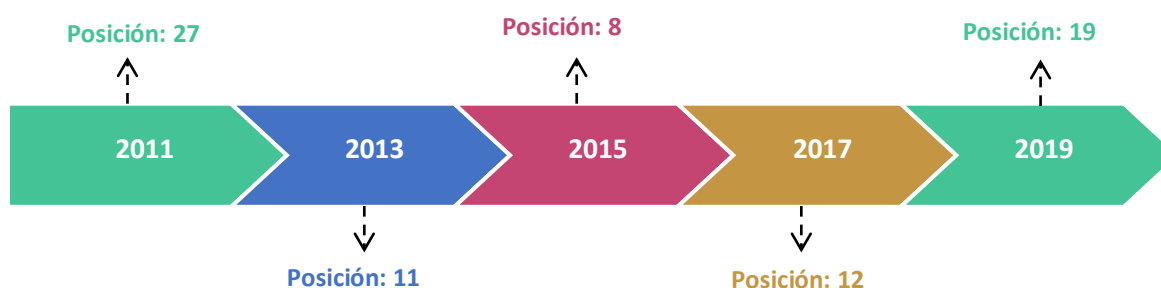 Posición: 27
Posición: 8
Posición: 19
2011
2013
2015
2017
2019
Posición: 11
Posición: 12